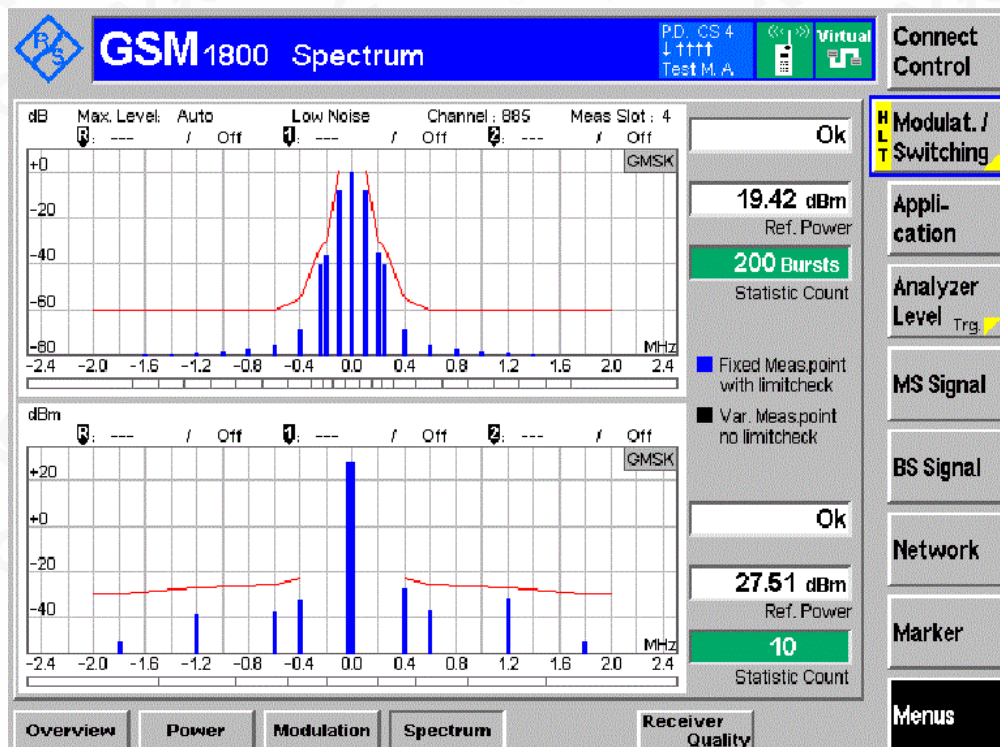 R/S
GSM 1800 Spectrum
P.D. CS 4
Test M. A.
Virtual
Connect Control
dB Max. Level: Auto Low Noise Channel : 885 Meas Slot : 4
R : --- / Off 1 : --- / Off 2 : --- / Off
GMSK
+0
-20
-40
-60
-80
MHz
-2.4 -2.0 -1.6 -1.2 -0.8 -0.4 0.0 0.4 0.8 1.2 1.6 2.0 2.4
Ok
19.42 dBm
Ref. Power
200 Bursts
Statistic Count
Fixed Meas.point
with limitcheck
Var. Meas.point
no limitcheck
dBm
R : --- / Off 1 : --- / Off 2 : --- / Off
GMSK
+20
+0
-20
-40
MHz
-2.4 -2.0 -1.6 -1.2 -0.8 -0.4 0.0 0.4 0.8 1.2 1.6 2.0 2.4
Ok
27.51 dBm
Ref. Power
10
Statistic Count
HLT
Modulat. /
Switching
Appli-
cation
Analyzer
Level Trg.
MS Signal
BS Signal
Network
Marker
Menus
Overview Power Modulation Spectrum Receiver
Quality